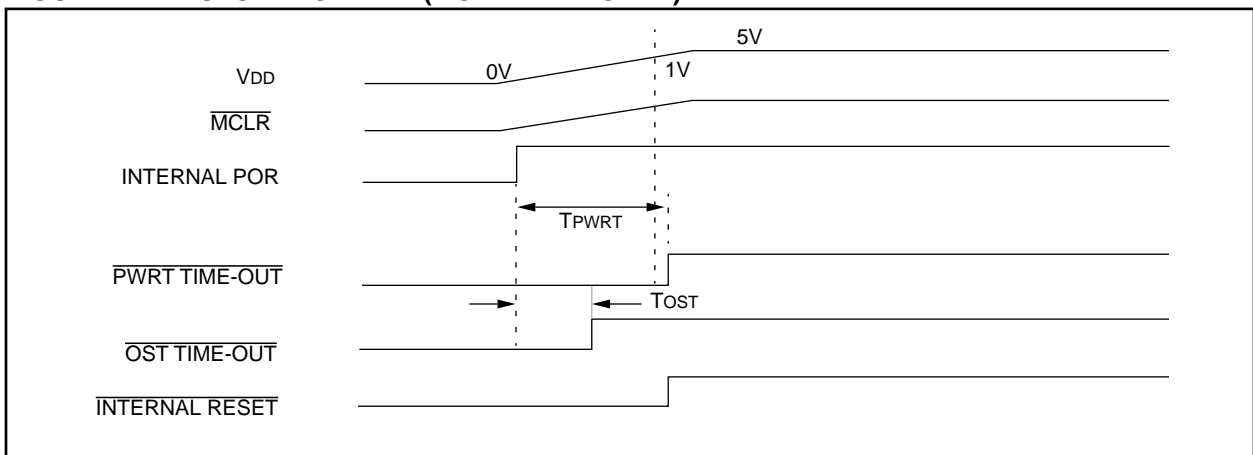 5V
VDD 0V 1V
MCLR
INTERNAL POR
TPWRT
PWRT TIME-OUT
TOST
OST TIME-OUT
INTERNAL RESET